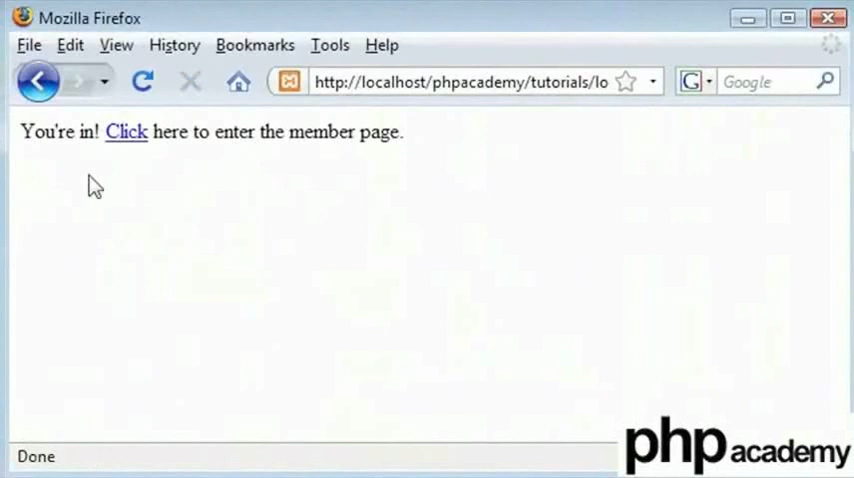 Mozilla Firefox
File Edit View History Bookmarks Tools Help
http://localhost/phpacademy/tutorials/lo G Google
You're in! Click here to enter the member page.
Done
php academy